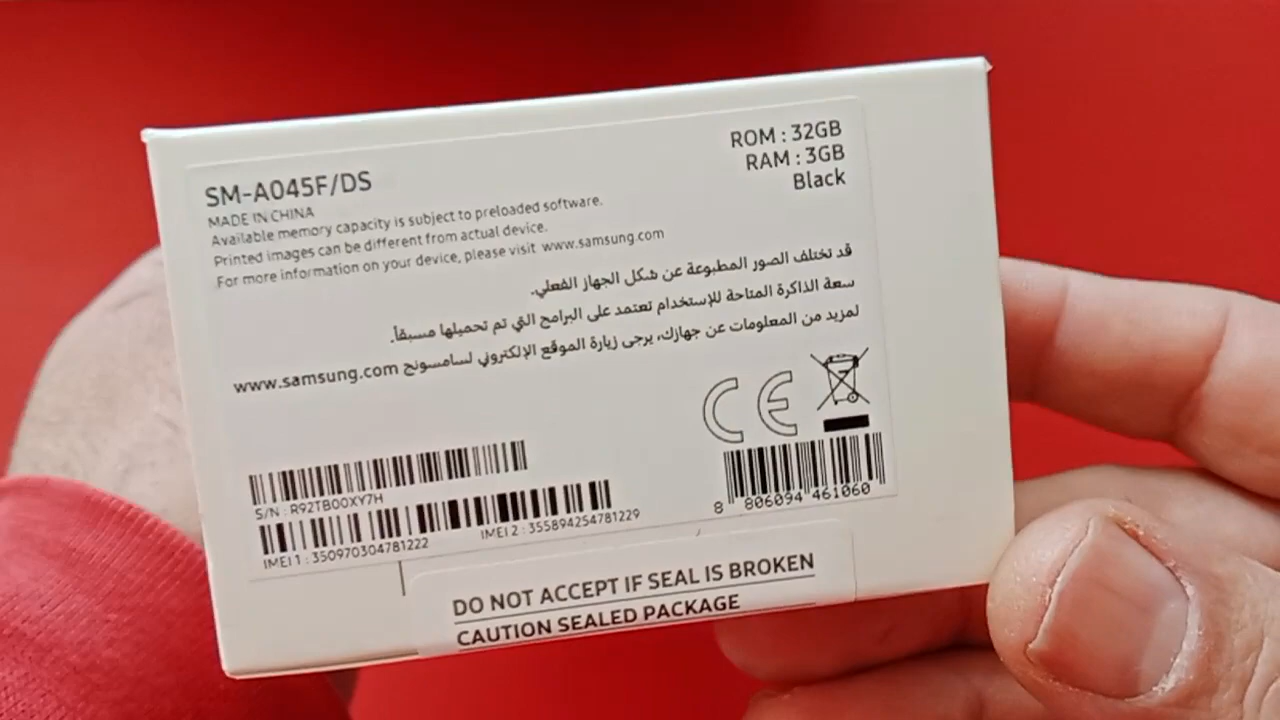 SM-A045F/DS
MADE IN CHINA
Available memory capacity is subject to preloaded software.
Printed images can be different from actual device.
For more information on your device, please visit www.samsung.com
ROM : 32GB
RAM : 3GB
Black
قد تختلف الصور المطبوعة عن شكل الجهاز الفعلي.
سعة الذاكرة المتاحة للإستخدام تعتمد على البرامج التي تم تحميلها مسبقاً.
لمزيد من المعلومات عن جهازك، يرجى زيارة الموقع الإلكتروني لسامسونج www.samsung.com
CE
S/N : R92TB00XY7H
IMEI 1 : 350970304781222
IMEI 2 : 355894254781229
8 806094 461060
DO NOT ACCEPT IF SEAL IS BROKEN
CAUTION SEALED PACKAGE